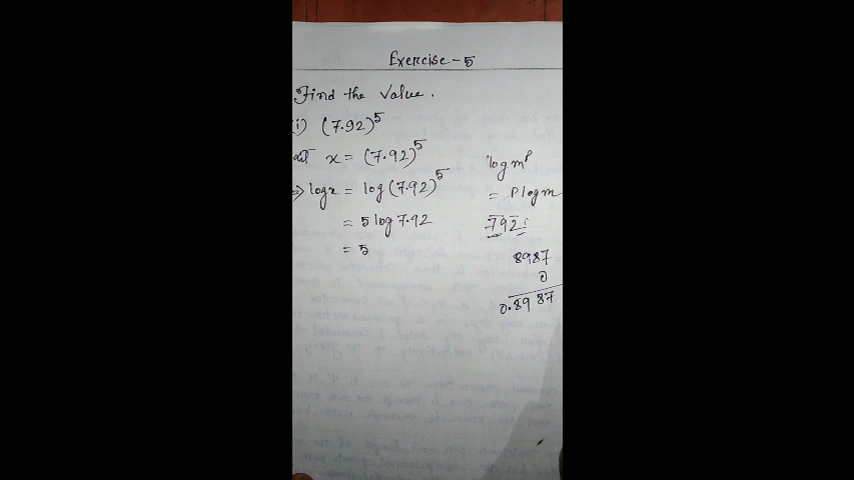 Exercise - 5
Find the value.
(i) (7.92)^5
x = (7.92)^5
⇒ log x = log (7.92)^5
= 5 log 7.92
= 5
log m^p
= P log m
792
8987
0
0.8987